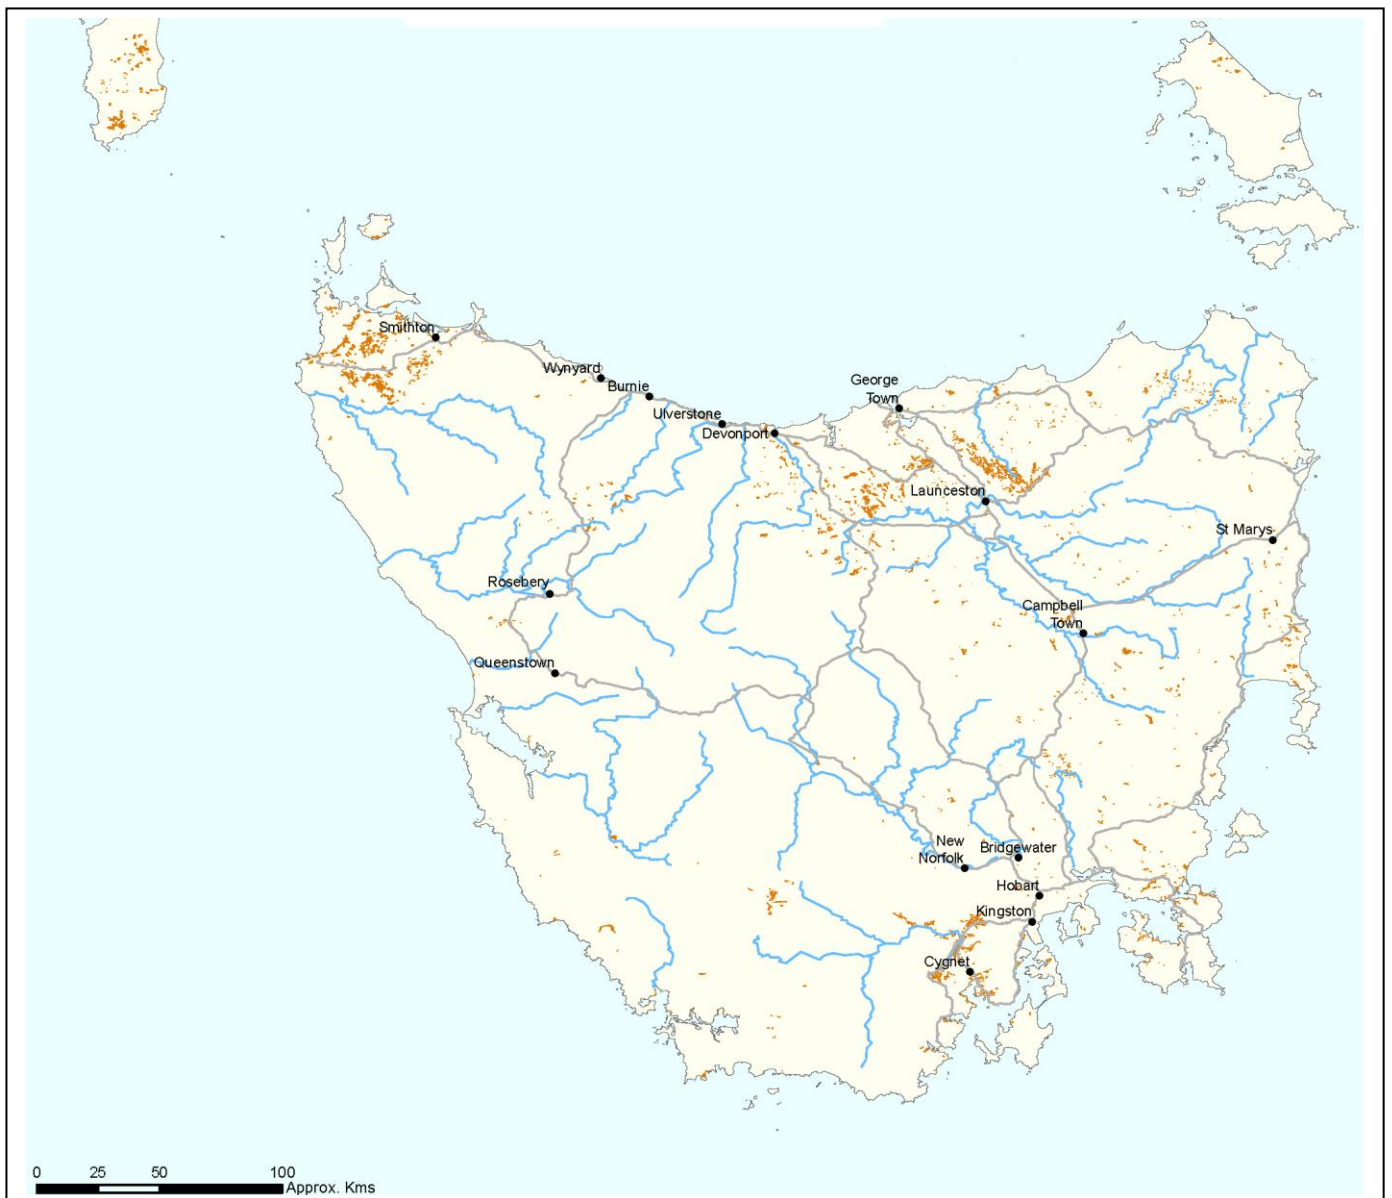 Smithton
Wynyard
Burnie
Ulverstone
Devonport
George
Town
Launceston
St Marys
Rosebery
Campbell
Town
Queenstown
New
Norfolk
Bridgewater
Hobart
Kingston
Cygnet
0 25 50 100
Approx. Kms